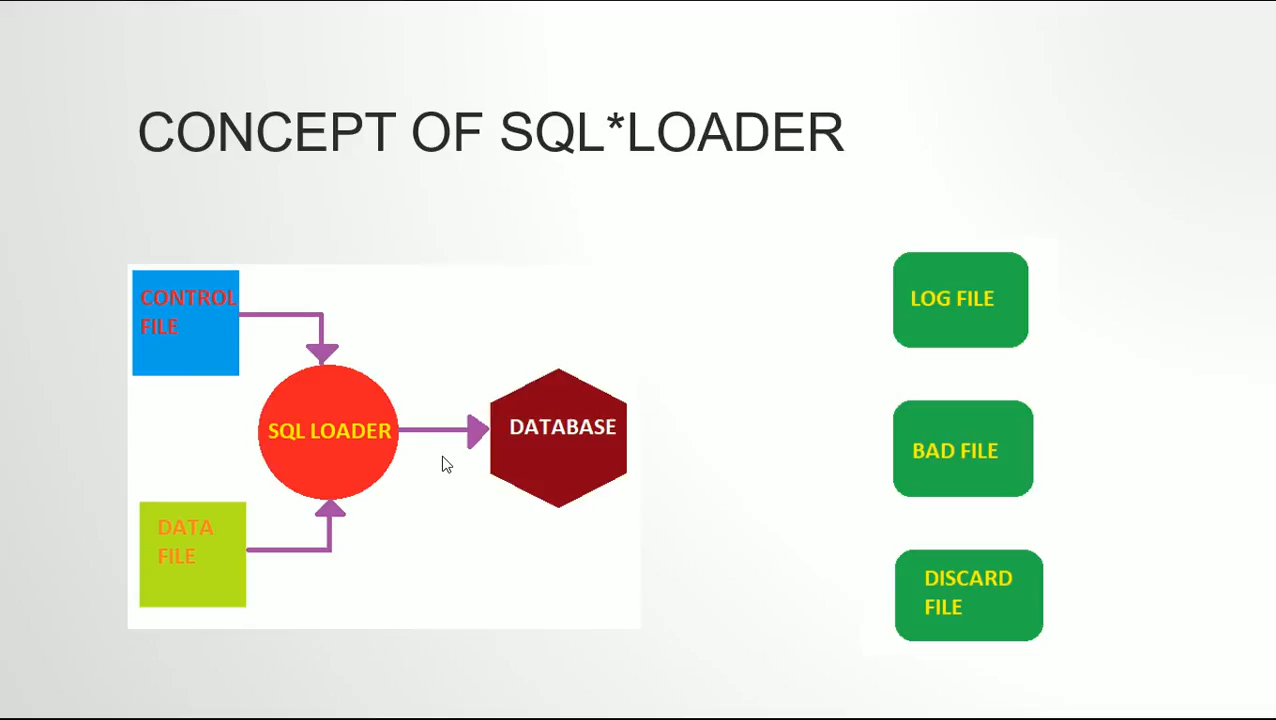 CONCEPT OF SQL*LOADER
CONTROL
FILE
SQL LOADER
DATABASE
DATA
FILE
LOG FILE
BAD FILE
DISCARD
FILE